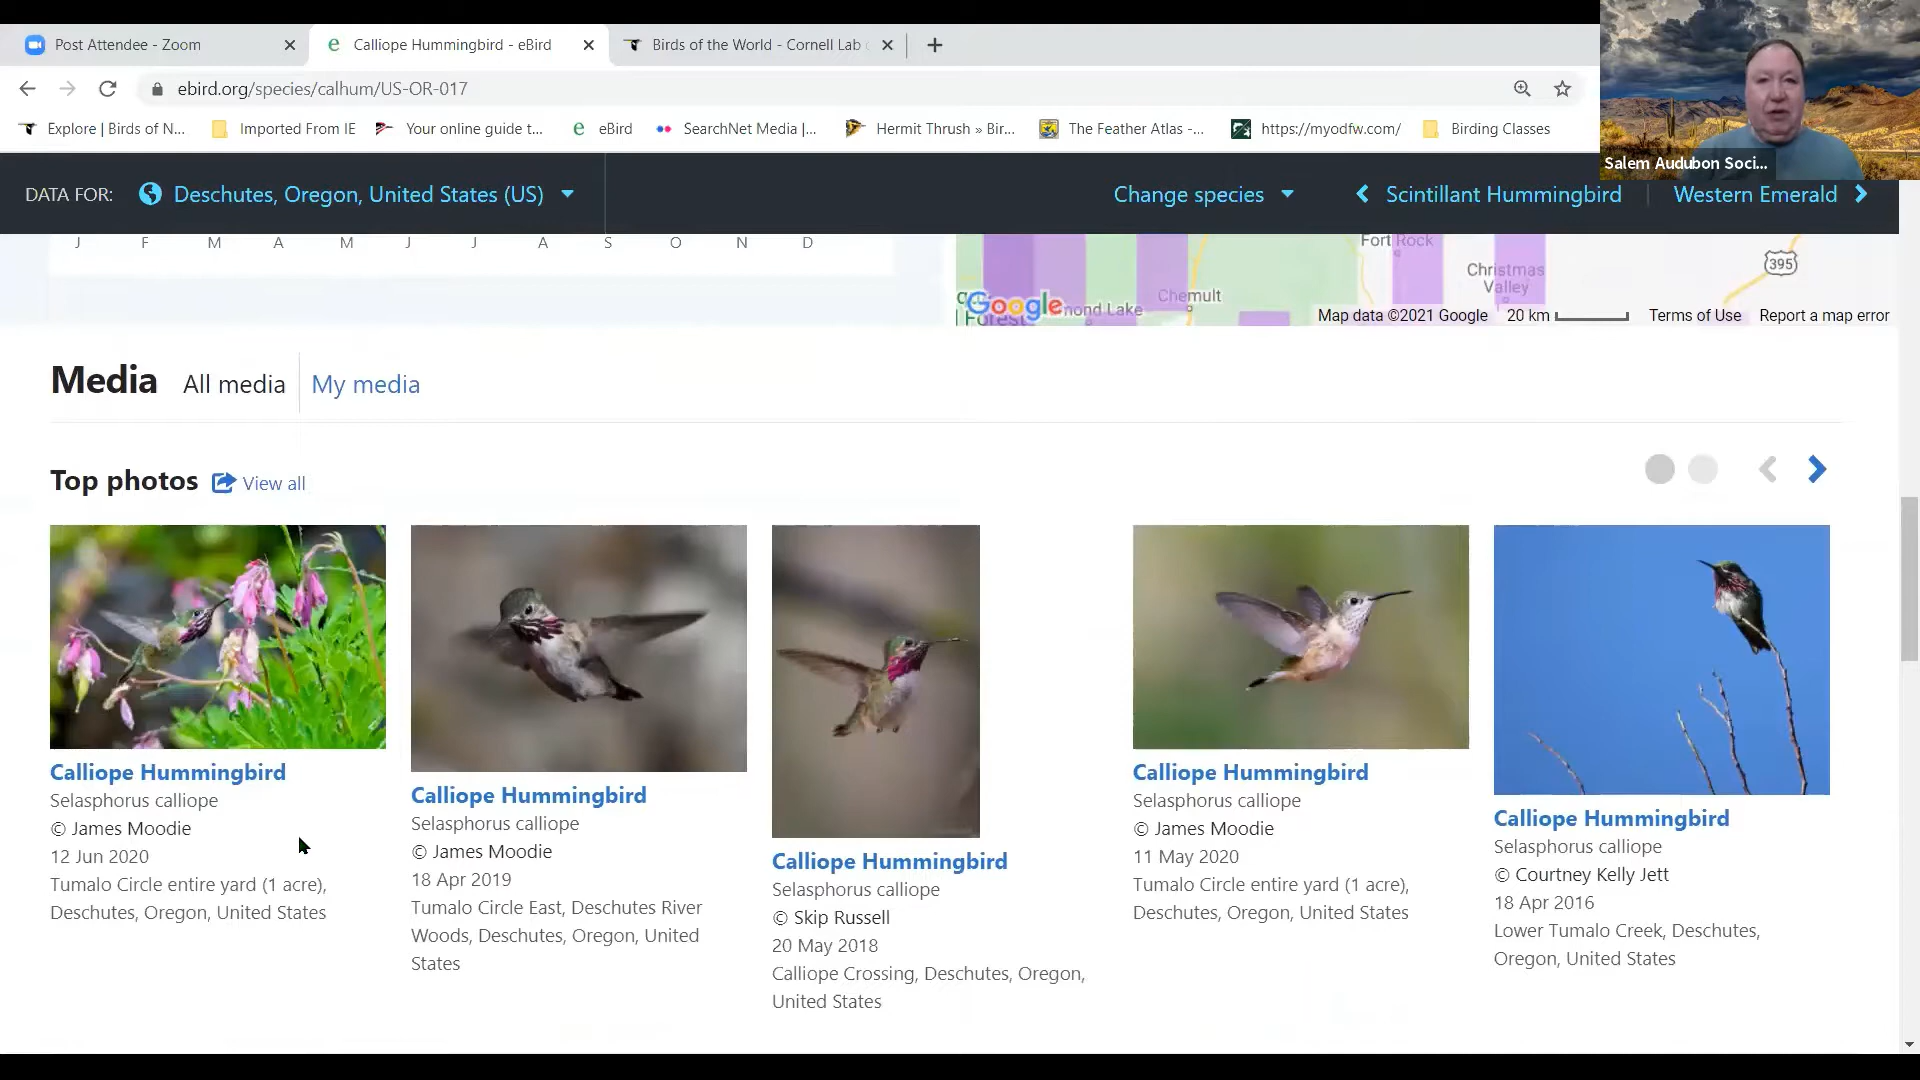 Post Attendee - Zoom
Calliope Hummingbird - eBird
Birds of the World - Cornell Lab
ebird.org/species/calhum/US-OR-017
Explore | Birds of N...
Imported From IE
Your online guide t...
eBird
SearchNet Media |...
Hermit Thrush » Bir...
The Feather Atlas -...
https://myodfw.com/
Birding Classes
Salem Audubon Soci...
DATA FOR:
Deschutes, Oregon, United States (US)
Change species
Scintillant Hummingbird
Western Emerald
J F M A M J J A S O N D
Fort Rock
Christmas
Valley
395
Chemult
Google
mond Lake
Forest
Map data ©2021 Google
20 km
Terms of Use
Report a map error
Media
All media
My media
Top photos
View all
Calliope Hummingbird
Selasphorus calliope
© James Moodie
12 Jun 2020
Tumalo Circle entire yard (1 acre),
Deschutes, Oregon, United States
Calliope Hummingbird
Selasphorus calliope
© James Moodie
18 Apr 2019
Tumalo Circle East, Deschutes River
Woods, Deschutes, Oregon, United
States
Calliope Hummingbird
Selasphorus calliope
© Skip Russell
20 May 2018
Calliope Crossing, Deschutes, Oregon,
United States
Calliope Hummingbird
Selasphorus calliope
© James Moodie
11 May 2020
Tumalo Circle entire yard (1 acre),
Deschutes, Oregon, United States
Calliope Hummingbird
Selasphorus calliope
© Courtney Kelly Jett
18 Apr 2016
Lower Tumalo Creek, Deschutes,
Oregon, United States